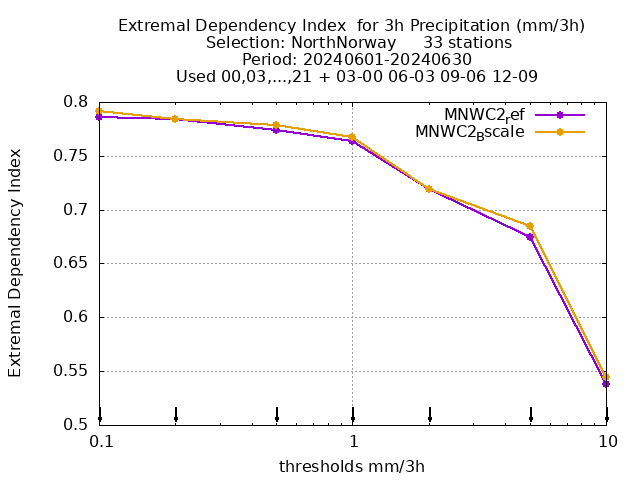 Extremal Dependency Index  for 3h Precipitation (mm/3h)
Selection: NorthNorway     33 stations
Period: 20240601-20240630
Used 00,03,...,21 + 03-00 06-03 09-06 12-09
MNWC2ref
MNWC2Bscale
0.8
0.75
0.7
0.65
0.6
0.55
0.5
Extremal Dependency Index
0.1
1
10
thresholds mm/3h